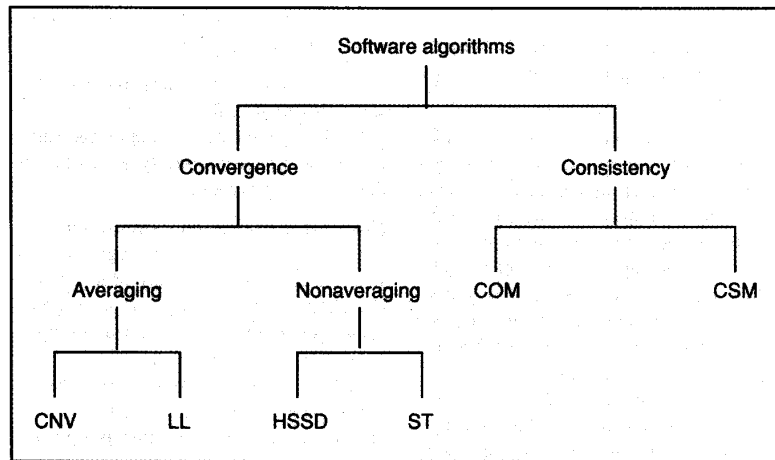 Software algorithms
Convergence
Consistency
Averaging
Nonaveraging
COM
CSM
CNV
LL
HSSD
ST